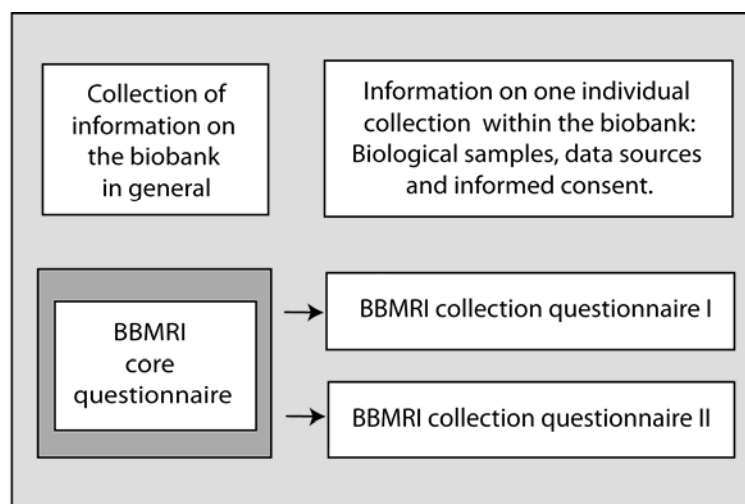 Collection of
information on
the biobank
in general
Information on one individual
collection within the biobank:
Biological samples, data sources
and informed consent.
BBMRI
core
questionnaire
BBMRI collection questionnaire I
BBMRI collection questionnaire II